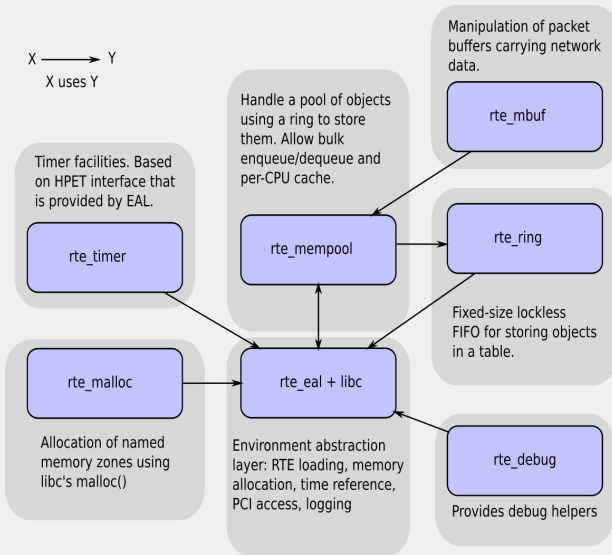 X Y
X uses Y
Manipulation of packet
buffers carrying network
data.
rte_mbuf
Handle a pool of objects
using a ring to store
them. Allow bulk
enqueue/dequeue and
per-CPU cache.
rte_mempool
Timer facilities. Based
on HPET interface that
is provided by EAL.
rte_timer
rte_ring
Fixed-size lockless
FIFO for storing objects
in a table.
rte_malloc
Allocation of named
memory zones using
libc's malloc()
rte_eal + libc
Environment abstraction
layer: RTE loading, memory
allocation, time reference,
PCI access, logging
rte_debug
Provides debug helpers